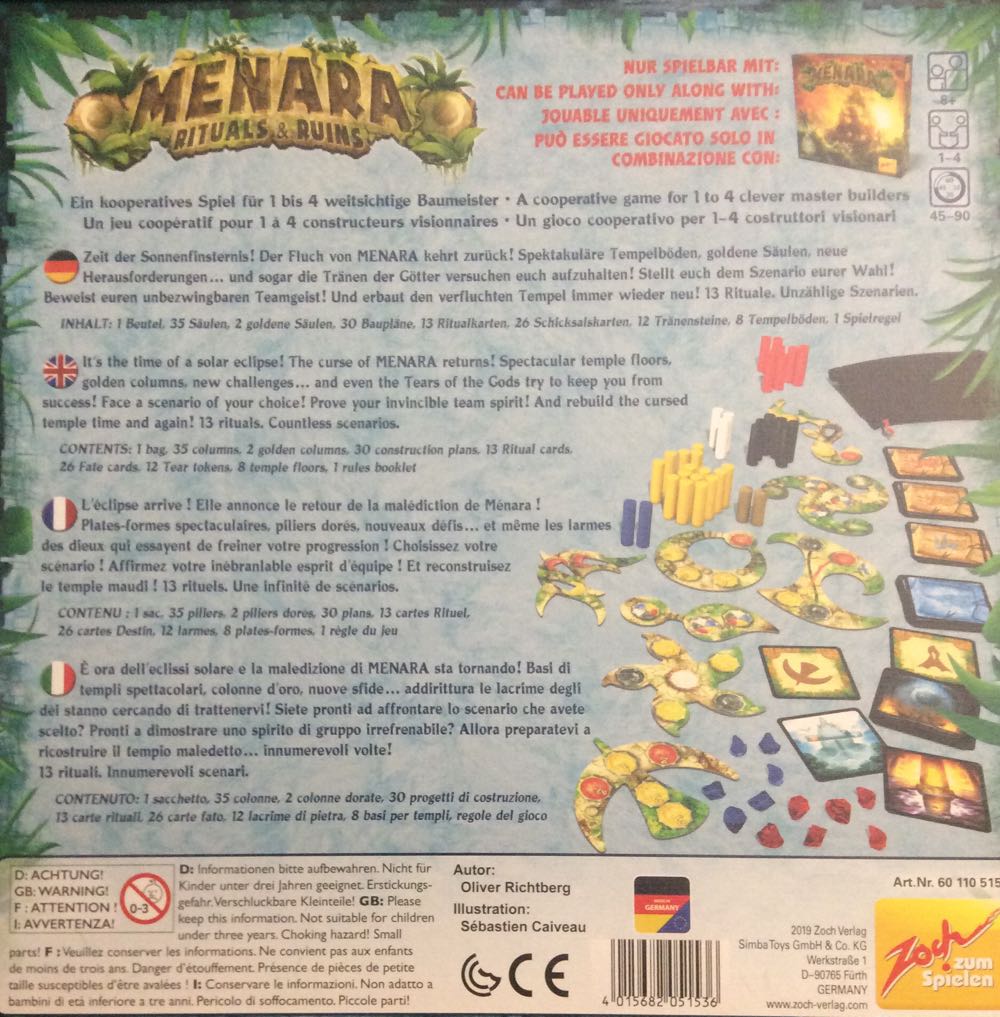 MENARA
RITUALS & RUINS
NUR SPIELBAR MIT:
CAN BE PLAYED ONLY ALONG WITH:
JOUABLE UNIQUEMENT AVEC :
PUÒ ESSERE GIOCATO SOLO IN
COMBINAZIONE CON:
MENARA
8+
1–4
45–90
Ein kooperatives Spiel für 1 bis 4 weitsichtige Baumeister • A cooperative game for 1 to 4 clever master builders
Un jeu coopératif pour 1 à 4 constructeurs visionnaires • Un gioco cooperativo per 1–4 costruttori visionari
Zeit der Sonnenfinsternis! Der Fluch von MENARA kehrt zurück! Spektakuläre Tempelböden, goldene Säulen, neue
Herausforderungen... und sogar die Tränen der Götter versuchen euch aufzuhalten! Stellt euch dem Szenario eurer Wahl!
Beweist euren unbezwingbaren Teamgeist! Und erbaut den verfluchten Tempel immer wieder neu! 13 Rituale. Unzählige Szenarien.
INHALT: 1 Beutel, 35 Säulen, 2 goldene Säulen, 30 Baupläne, 13 Ritualkarten, 26 Schicksalskarten, 12 Tränensteine, 8 Tempelböden, 1 Spielregel
It's the time of a solar eclipse! The curse of MENARA returns! Spectacular temple floors,
golden columns, new challenges... and even the Tears of the Gods try to keep you from
success! Face a scenario of your choice! Prove your invincible team spirit! And rebuild the cursed
temple time and again! 13 rituals. Countless scenarios.
CONTENTS: 1 bag, 35 columns, 2 golden columns, 30 construction plans, 13 Ritual cards,
26 Fate cards, 12 Tear tokens, 8 temple floors, 1 rules booklet
L'éclipse arrive ! Elle annonce le retour de la malédiction de Ménara !
Plates-formes spectaculaires, piliers dorés, nouveaux défis... et même les larmes
des dieux qui essayent de freiner votre progression ! Choisissez votre
scénario ! Affirmez votre inébranlable esprit d'équipe ! Et reconstruisez
le temple maudi ! 13 rituels. Une infinité de scénarios.
CONTENU : 1 sac, 35 piliers, 2 piliers dorés, 30 plans, 13 cartes Rituel,
26 cartes Destin, 12 larmes, 8 plates-formes, 1 règle du jeu
È ora dell'eclissi solare e la maledizione di MENARA sta tornando! Basi di
templi spettacolari, colonne d'oro, nuove sfide... addirittura le lacrime degli
dei stanno cercando di trattenervi! Siete pronti ad affrontare lo scenario che avete
scelto? Pronti a dimostrare uno spirito di gruppo irrefrenabile? Allora preparatevi a
ricostruire il tempio maledetto... innumerevoli volte!
13 rituali. Innumerevoli scenari.
CONTENUTO: 1 sacchetto, 35 colonne, 2 colonne dorate, 30 progetti di costruzione,
13 carte rituali, 26 carte fato, 12 lacrime di pietra, 8 basi per templi, regole del gioco
D: ACHTUNG!
GB: WARNING!
F : ATTENTION !
I: AVVERTENZA!
0-3
D: Informationen bitte aufbewahren. Nicht für
Kinder unter drei Jahren geeignet. Erstickungs-
gefahr. Verschluckbare Kleinteile! GB: Please
keep this information. Not suitable for children
under three years. Choking hazard! Small
parts! F : Veuillez conserver les informations. Ne convient pas aux enfants
de moins de trois ans. Danger d'étouffement. Présence de pièces de petite
taille susceptibles d'être avalées ! I: Conservare le informazioni. Non adatto a
bambini di età inferiore a tre anni. Pericolo di soffocamento. Piccole parti!
Autor:
Oliver Richtberg
Illustration:
Sébastien Caiveau
CE
MADE IN
GERMANY
4 015682 051536
Art.Nr. 60 110 515
2019 Zoch Verlag
Simba Toys GmbH & Co. KG
Werkstraße 1
D–90765 Fürth
GERMANY
www.zoch-verlag.com
Zoch
zum
Spielen